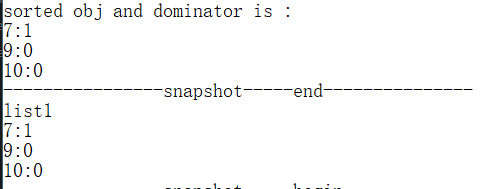 sorted obj and dominator is :
7:1
9:0
10:0
----------------snapshot-----end---------------
list1
7:1
9:0
10:0